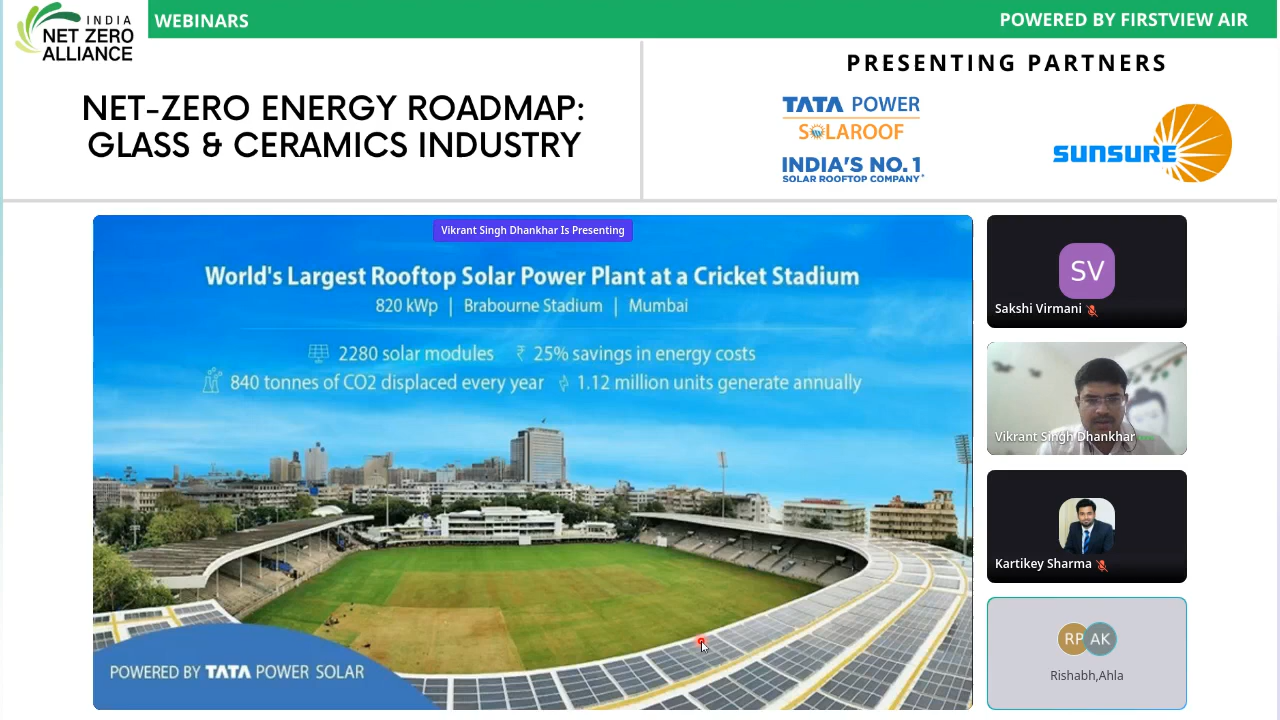 INDIA
NET ZERO
ALLIANCE
WEBINARS
POWERED BY FIRSTVIEW AIR
NET-ZERO ENERGY ROADMAP:
GLASS & CERAMICS INDUSTRY
PRESENTING PARTNERS
TATA POWER
SOLAROOF
INDIA'S NO. 1
SOLAR ROOFTOP COMPANY*
SUNSURE
Vikrant Singh Dhankhar Is Presenting
World's Largest Rooftop Solar Power Plant at a Cricket Stadium
820 kWp | Brabourne Stadium | Mumbai
2280 solar modules ₹ 25% savings in energy costs
840 tonnes of CO2 displaced every year 1.12 million units generate annually
POWERED BY TATA POWER SOLAR
SV
Sakshi Virmani
Vikrant Singh Dhankhar
Kartikey Sharma
RP AK
Rishabh,Ahla